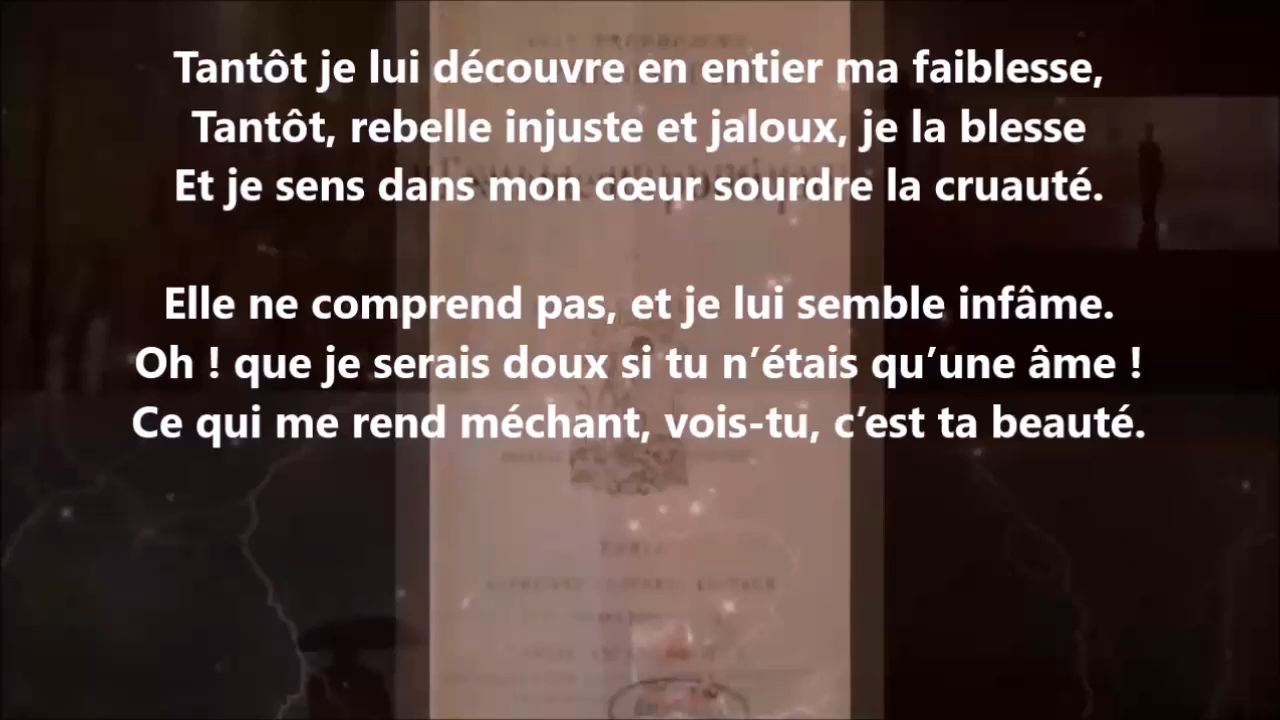 Tantôt je lui découvre en entier ma faiblesse,
Tantôt, rebelle injuste et jaloux, je la blesse
Et je sens dans mon cœur sourdre la cruauté.
Elle ne comprend pas, et je lui semble infâme.
Oh ! que je serais doux si tu n’étais qu’une âme !
Ce qui me rend méchant, vois-tu, c’est ta beauté.